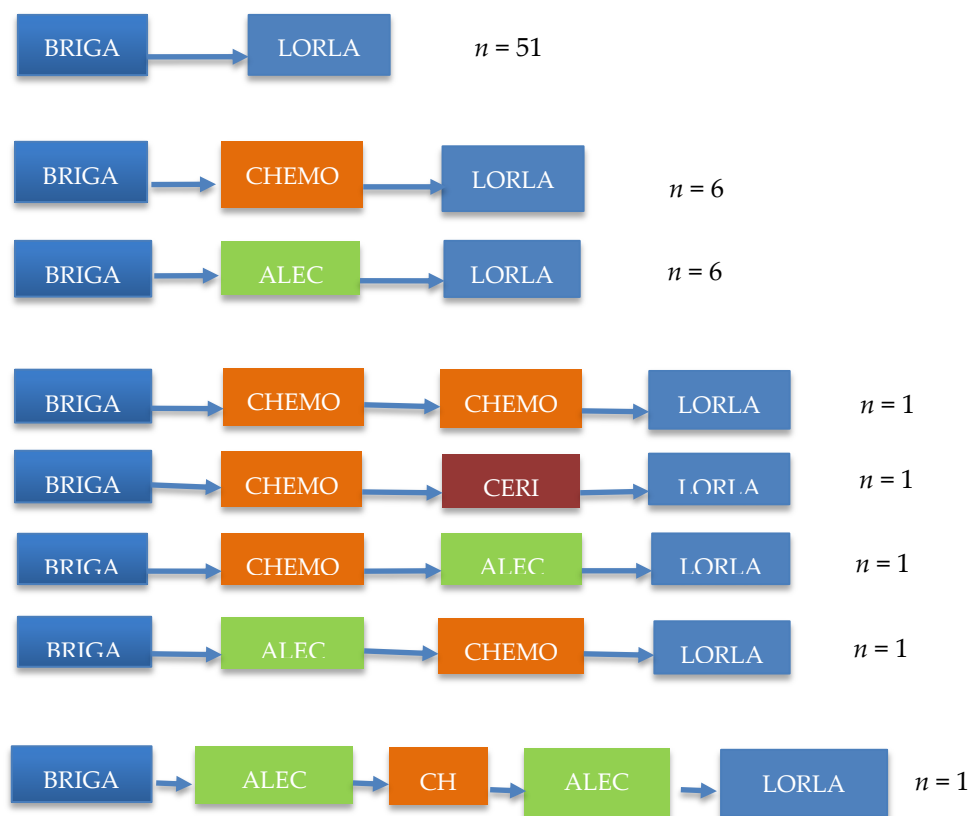 BRIGA LORLA n = 51
BRIGA CHEMO LORLA n = 6
BRIGA ALEC LORLA n = 6
BRIGA CHEMO CHEMO LORLA n = 1
BRIGA CHEMO CERI LORLA n = 1
BRIGA CHEMO ALEC LORLA n = 1
BRIGA ALEC CHEMO LORLA n = 1
BRIGA ALEC CH ALEC LORLA n = 1